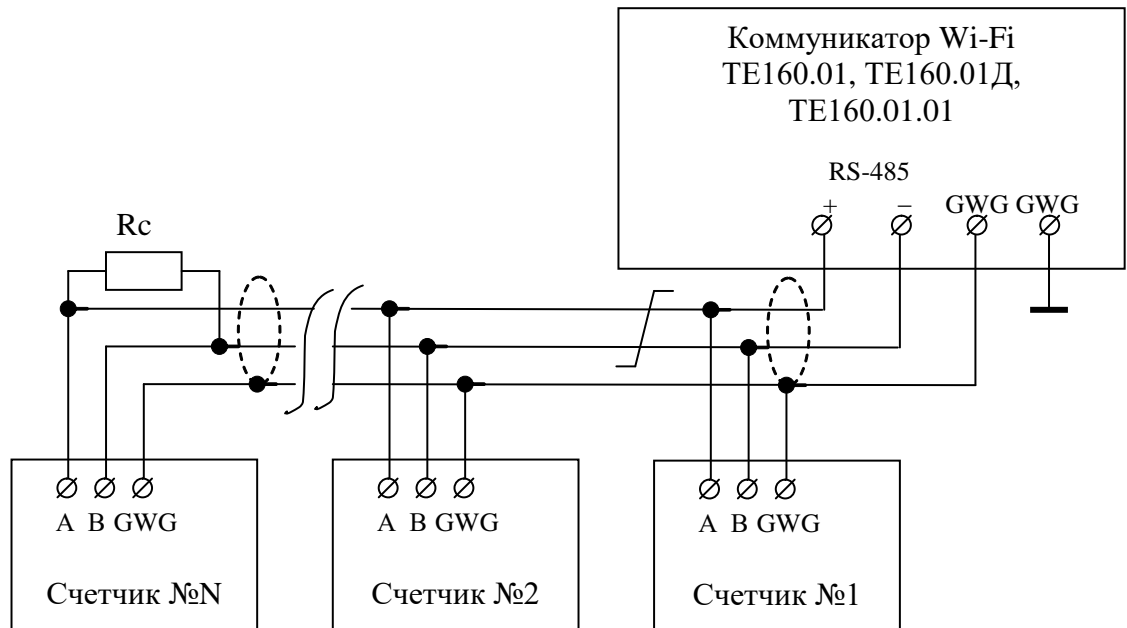 Коммуникатор Wi-Fi
ТЕ160.01, ТЕ160.01Д,
ТЕ160.01.01
RS-485
+ – GWG GWG
Rc
A B GWG
A B GWG
A B GWG
Счетчик №N
Счетчик №2
Счетчик №1